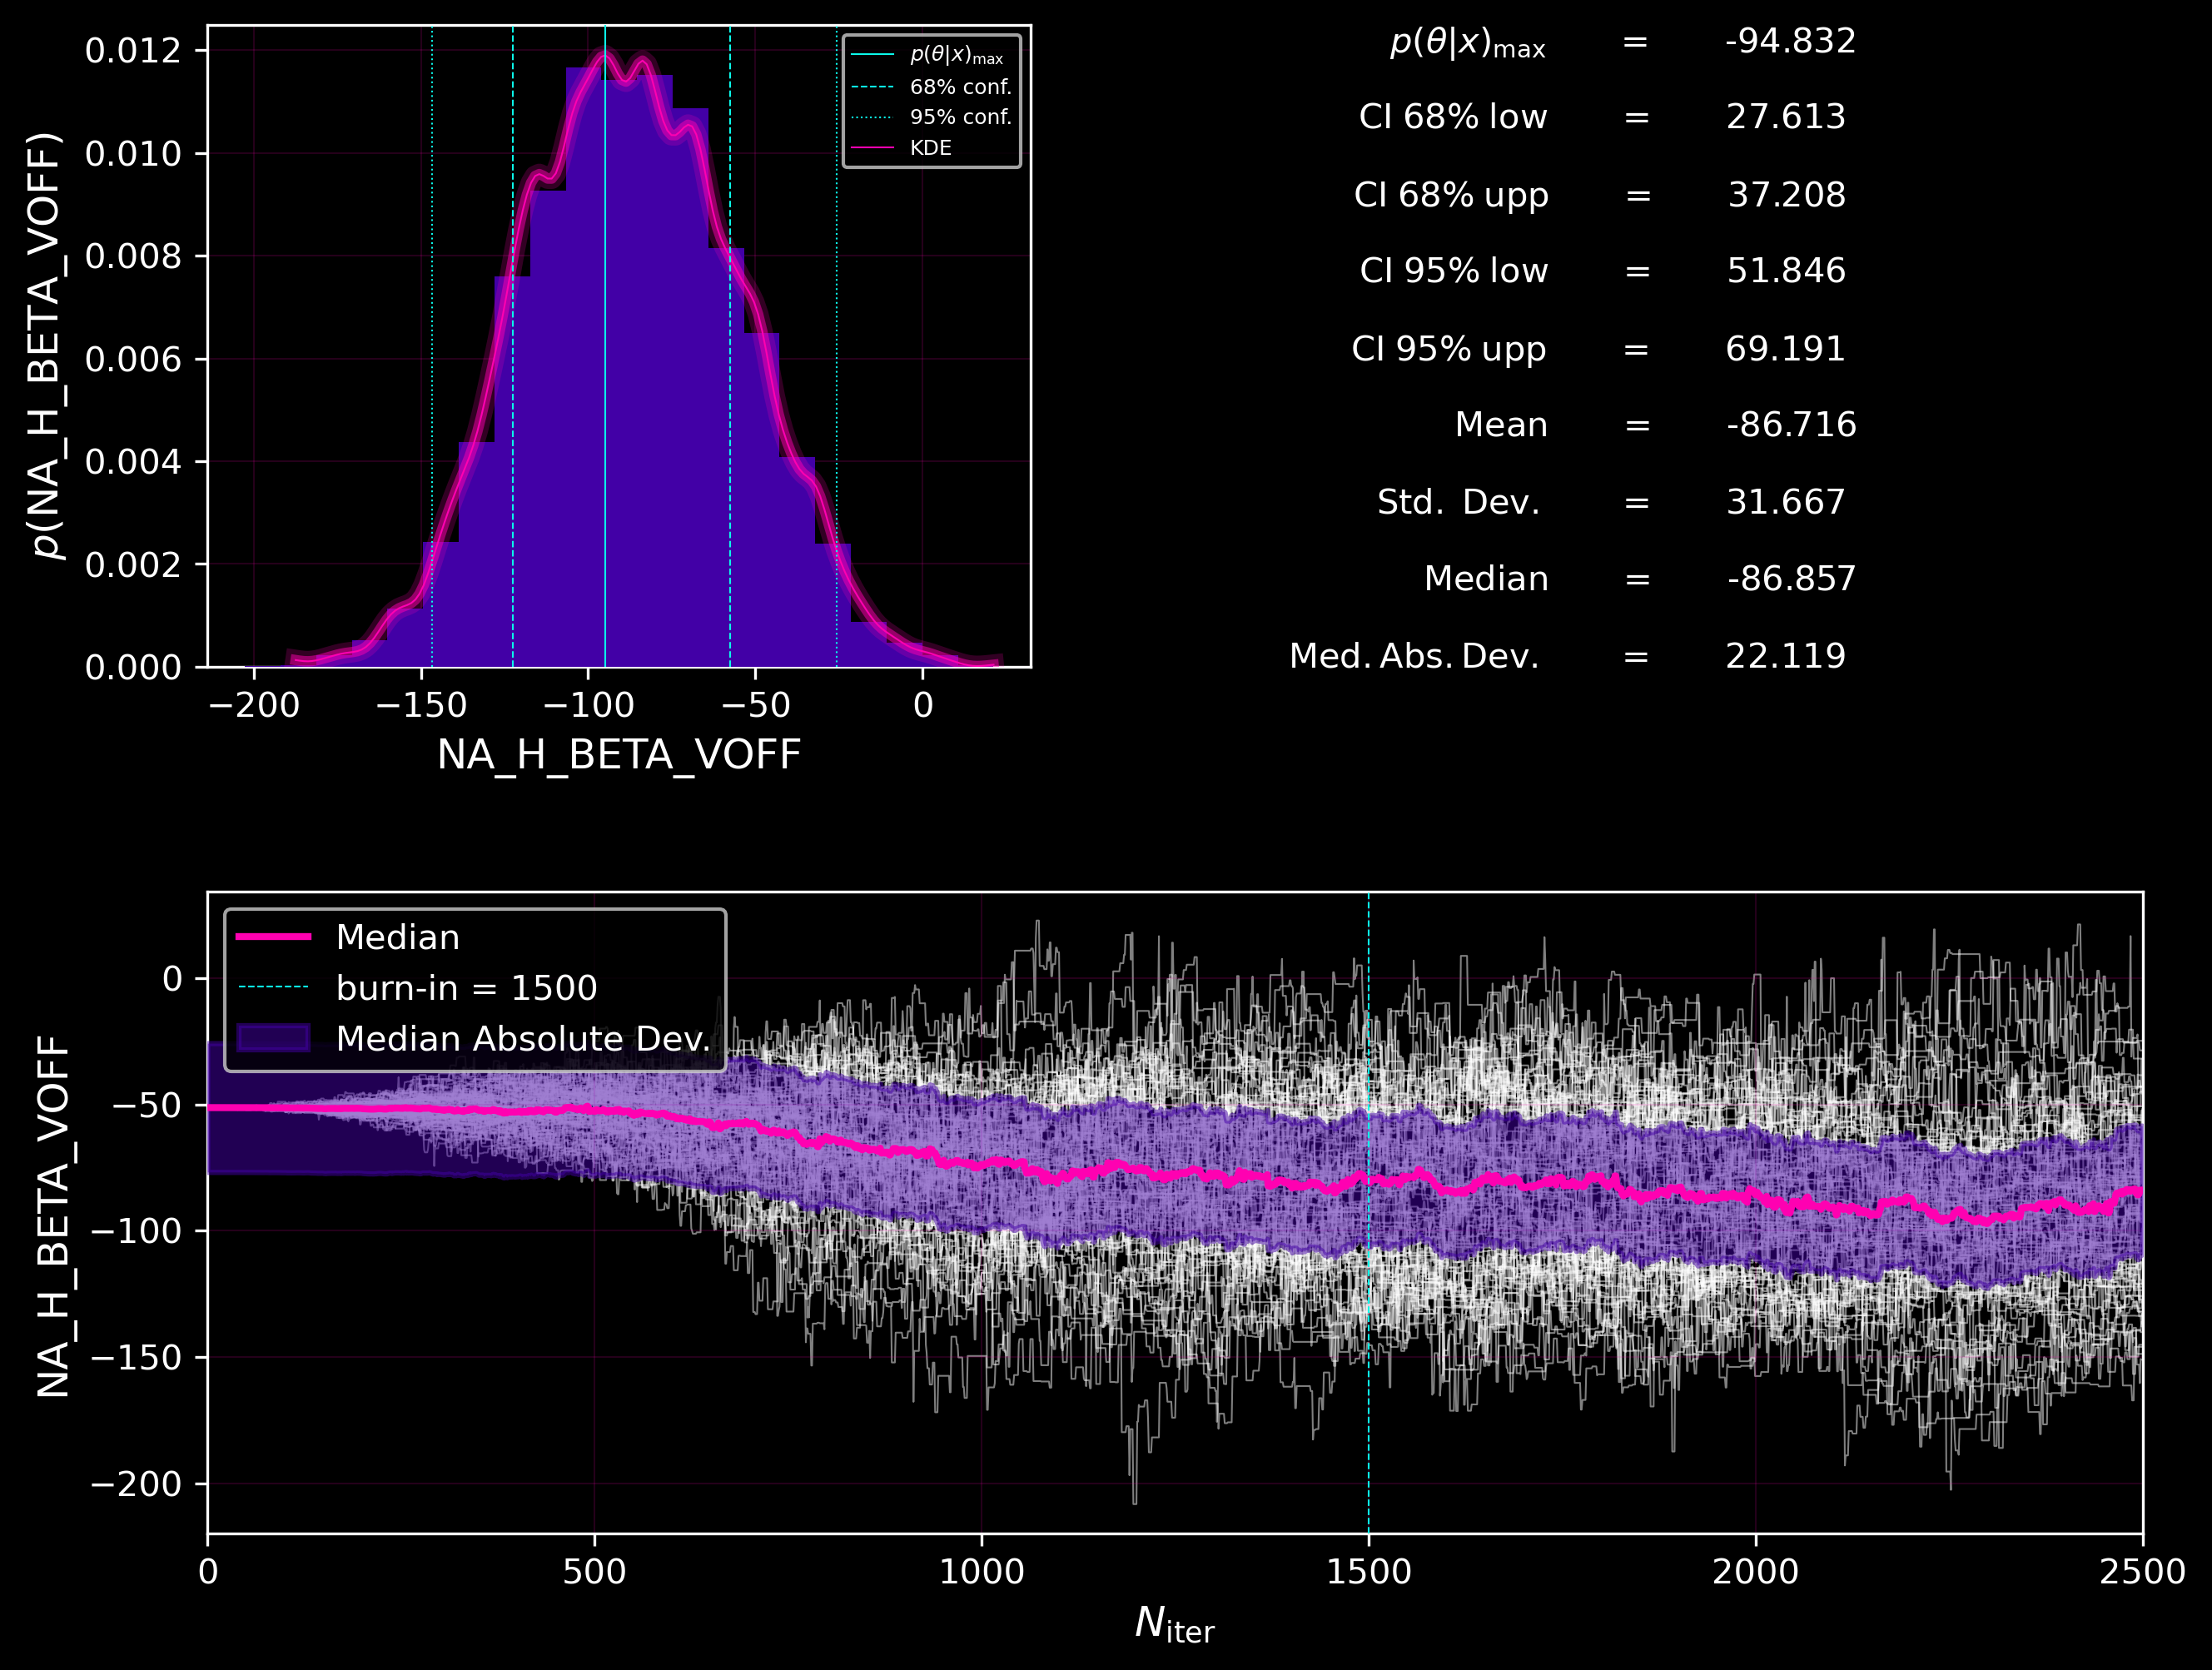 p(NA_H_BETA_VOFF)
0.012
0.010
0.008
0.006
0.004
0.002
0.000
−200 −150 −100 −50 0
NA_H_BETA_VOFF
p(θ|x)max
68% conf.
95% conf.
KDE
p(θ|x)max = -94.832
CI 68% low = 27.613
CI 68% upp = 37.208
CI 95% low = 51.846
CI 95% upp = 69.191
Mean = -86.716
Std. Dev. = 31.667
Median = -86.857
Med. Abs. Dev. = 22.119
NA_H_BETA_VOFF
0
−50
−100
−150
−200
Median
burn-in = 1500
Median Absolute Dev.
0 500 1000 1500 2000 2500
Niter